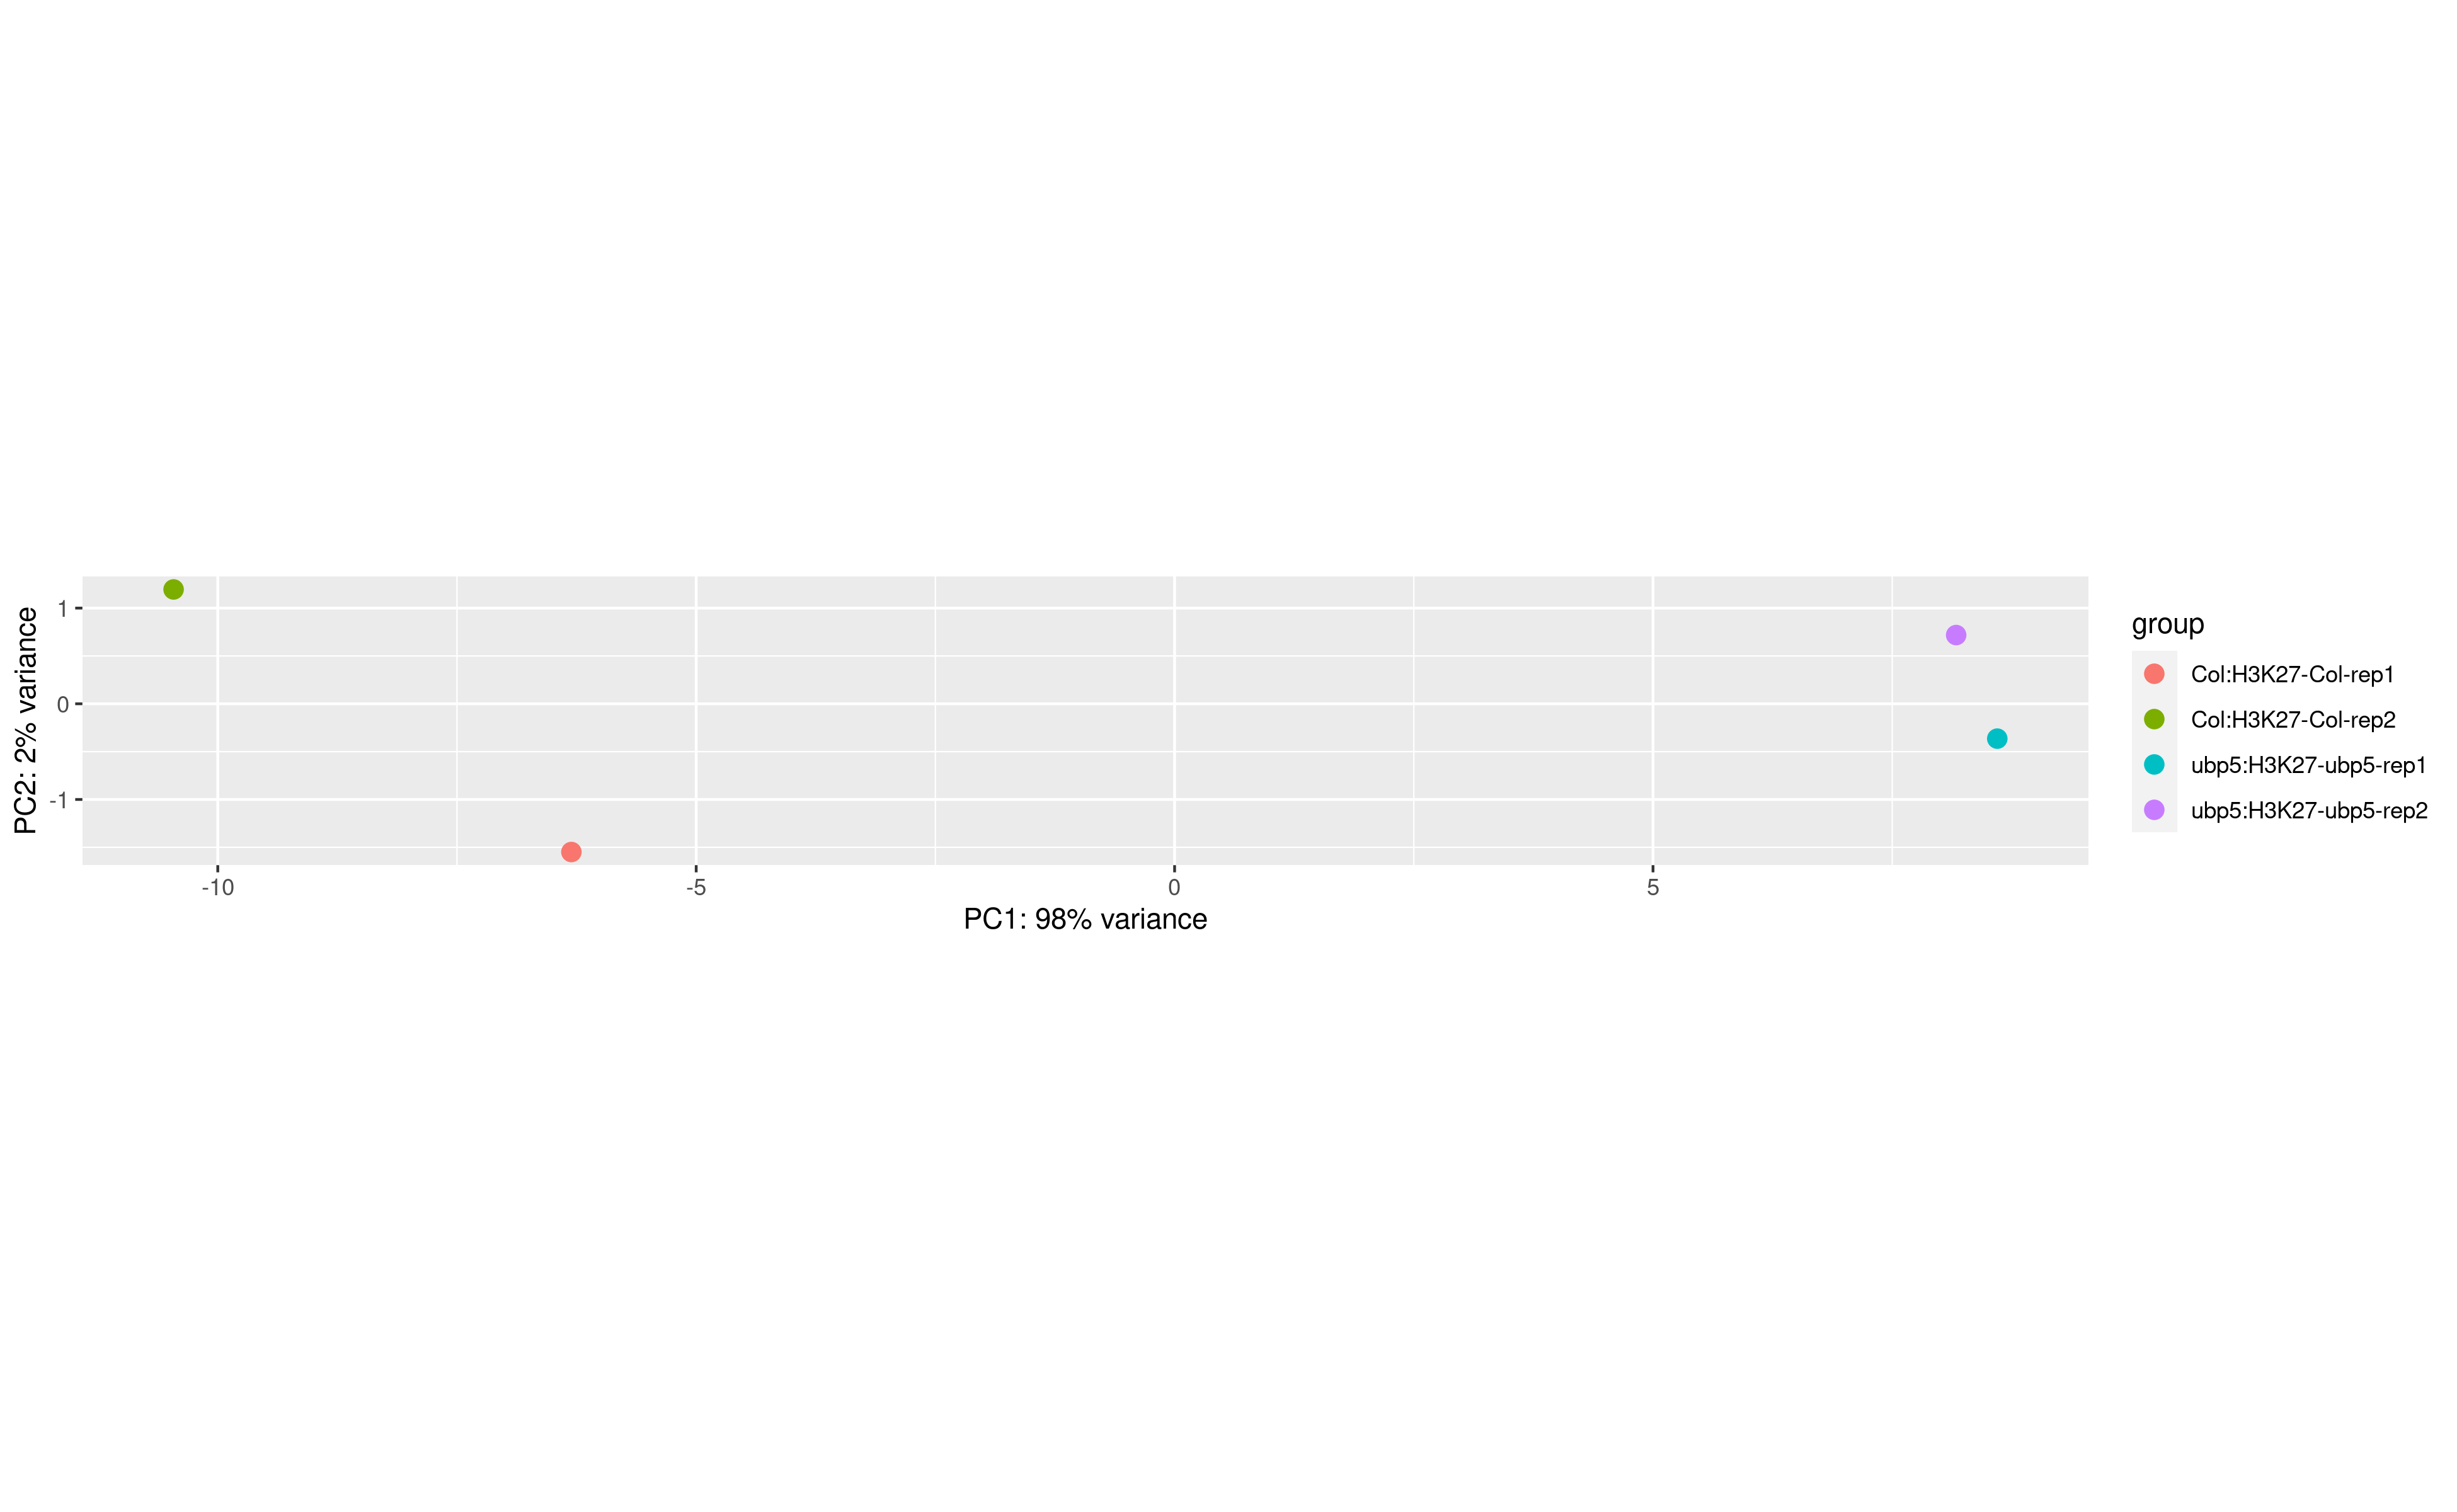 PC2: 2% variance
1
0
-1
-10
-5
0
5
PC1: 98% variance
group
Col:H3K27-Col-rep1
Col:H3K27-Col-rep2
ubp5:H3K27-ubp5-rep1
ubp5:H3K27-ubp5-rep2